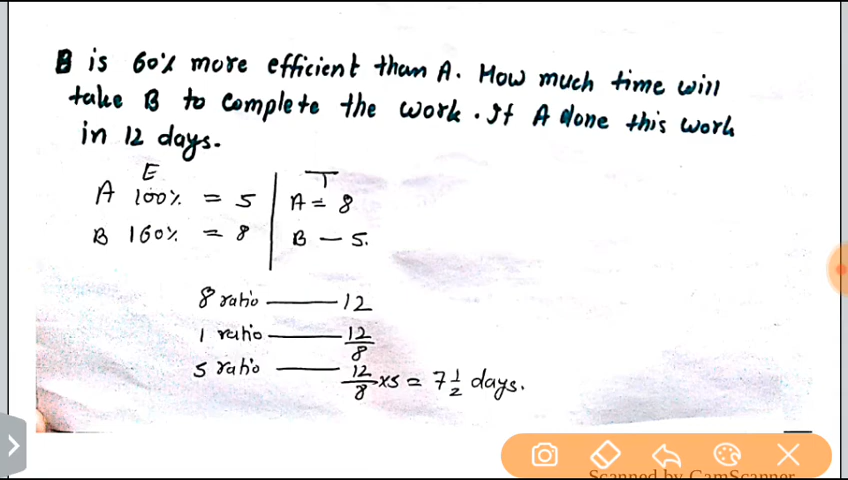 B is 60% more efficient than A. How much time will
take B to complete the work. If A done this work
in 12 days.
E
T
A 100% = 5
A = 8
B 160% = 8
B — 5.
8 ratio — 12
1 ratio — 12/8
5 ratio — 12/8 x5 = 7 1/2 days.
Scanned by CamScanner